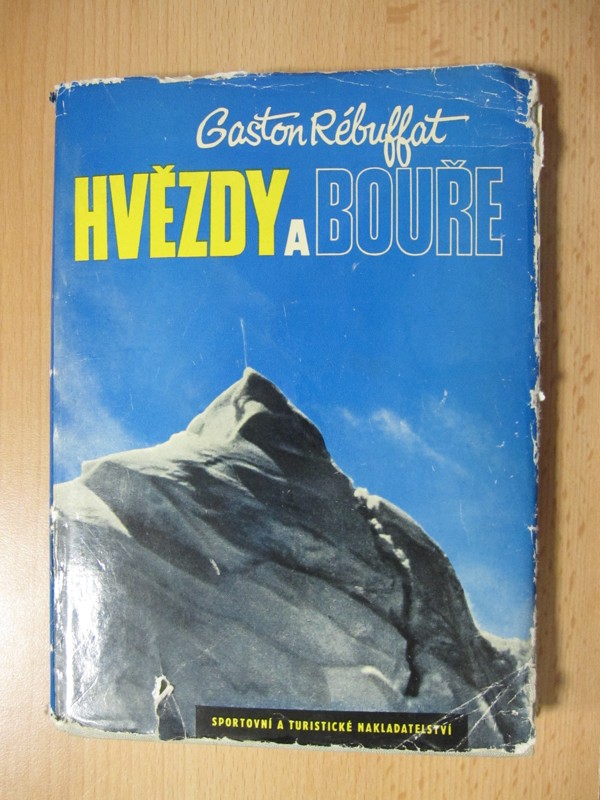 Gaston Rébuffat
HVĚZDY A BOUŘE
SPORTOVNÍ A TURISTICKÉ NAKLADATELSTVÍ